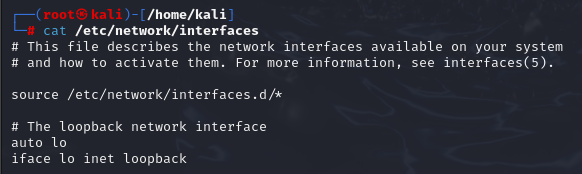 ┌──(root㉿kali)-[/home/kali]
└─# cat /etc/network/interfaces
# This file describes the network interfaces available on your system
# and how to activate them. For more information, see interfaces(5).

source /etc/network/interfaces.d/*

# The loopback network interface
auto lo
iface lo inet loopback